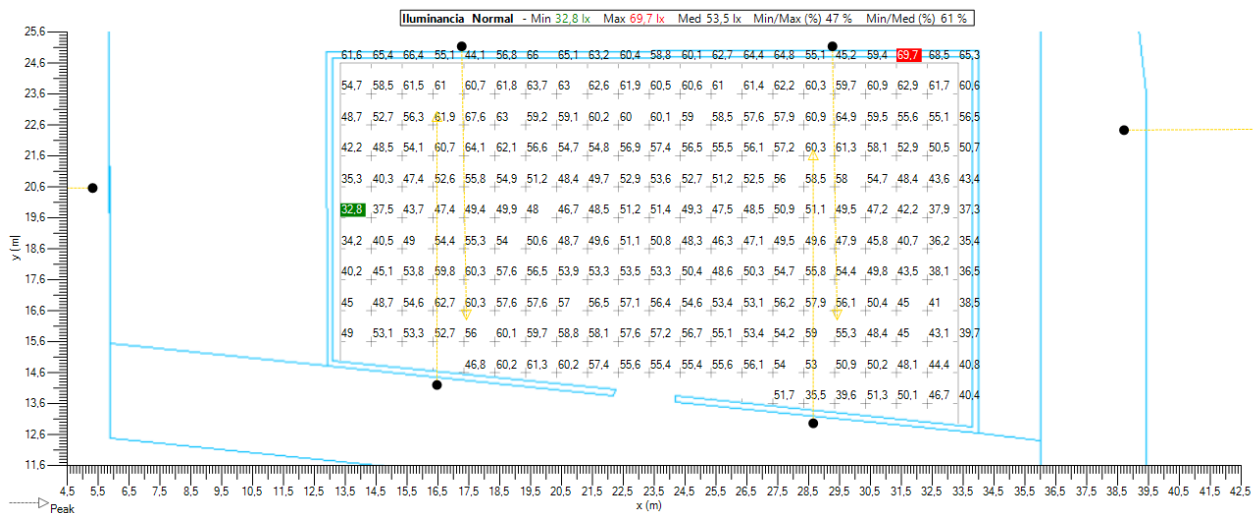 Iluminancia Normal - Min 32,8 lx Max 69,7 lx Med 53,5 lx Min/Max (%) 47 % Min/Med (%) 61 %
25.6
61,6 65,4 66,4 55,1 44,1 56,8 66 65,1 63,2 60,4 58,8 60,1 62,7 64,4 64,8 55,1 45,2 59,4 69,7 68,5 65,3
24.6
54,7 58,5 61,5 61 60,7 61,8 63,7 63 62,6 61,9 60,5 60,6 61 61,4 62,2 60,3 59,7 60,9 62,9 61,7 60,6
23.6
48,7 52,7 56,3 61,9 67,6 63 59,2 59,1 60,2 60 60,1 59 58,5 57,6 57,9 60,9 64,9 59,5 55,6 55,1 56,5
22.6
42,2 48,5 54,1 60,7 64,1 62,1 56,6 54,7 54,8 56,9 57,4 56,5 55,5 56,1 57,2 60,3 61,3 58,1 52,9 50,5 50,7
21.6
35,3 40,3 47,4 52,6 55,8 54,9 51,2 48,4 49,7 52,9 53,6 52,7 51,2 52,5 56 58,5 58 54,7 48,4 43,6 43,4
20.6
32,8 37,5 43,7 47,4 49,4 49,9 48 46,7 48,5 51,2 51,4 49,3 47,5 48,5 50,9 51,1 49,5 47,2 42,2 37,9 37,3
19.6
34,2 40,5 49 54,4 55,3 54 50,6 48,7 49,6 51,1 50,8 48,3 46,3 47,1 49,5 49,6 47,9 45,8 40,7 36,2 35,4
18.6
40,2 45,1 53,8 59,8 60,3 57,6 56,5 53,9 53,3 53,5 53,3 50,4 48,6 50,3 54,7 55,8 54,4 49,8 43,5 38,1 36,5
17.6
45 48,7 54,6 62,7 60,3 57,6 57,6 57 56,5 57,1 56,4 54,6 53,4 53,1 56,2 57,9 56,1 50,4 45 41 38,5
16.6
49 53,1 53,3 52,7 56 60,1 59,7 58,8 58,1 57,6 57,2 56,7 55,1 53,4 54,2 59 55,3 48,4 45 43,1 39,7
15.6
46,8 60,2 61,3 60,2 57,4 55,6 55,4 55,4 55,6 56,1 54 53 50,9 50,2 48,1 44,4 40,8
14.6
51,7 35,5 39,6 51,3 50,1 46,7 40,4
13.6
12.6
11.6
y ( m)
4,5 5,5 6,5 7,5 8,5 9,5 10,5 11,5 12,5 13,5 14,5 15,5 16,5 17,5 18,5 19,5 20,5 21,5 22,5 23,5 24,5 25,5 26,5 27,5 28,5 29,5 30,5 31,5 32,5 33,5 34,5 35,5 36,5 37,5 38,5 39,5 40,5 41,5 42,5
x (m)
Peak